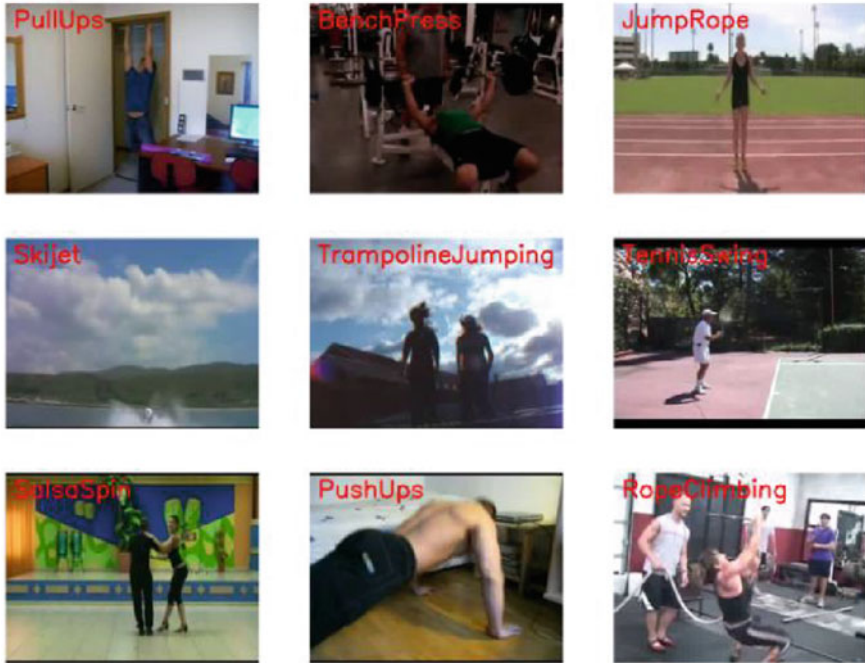 PullUps
BenchPress
JumpRope
Skijet
TrampolineJumping
TennisSwing
SalsaSpin
PushUps
RopeClimbing